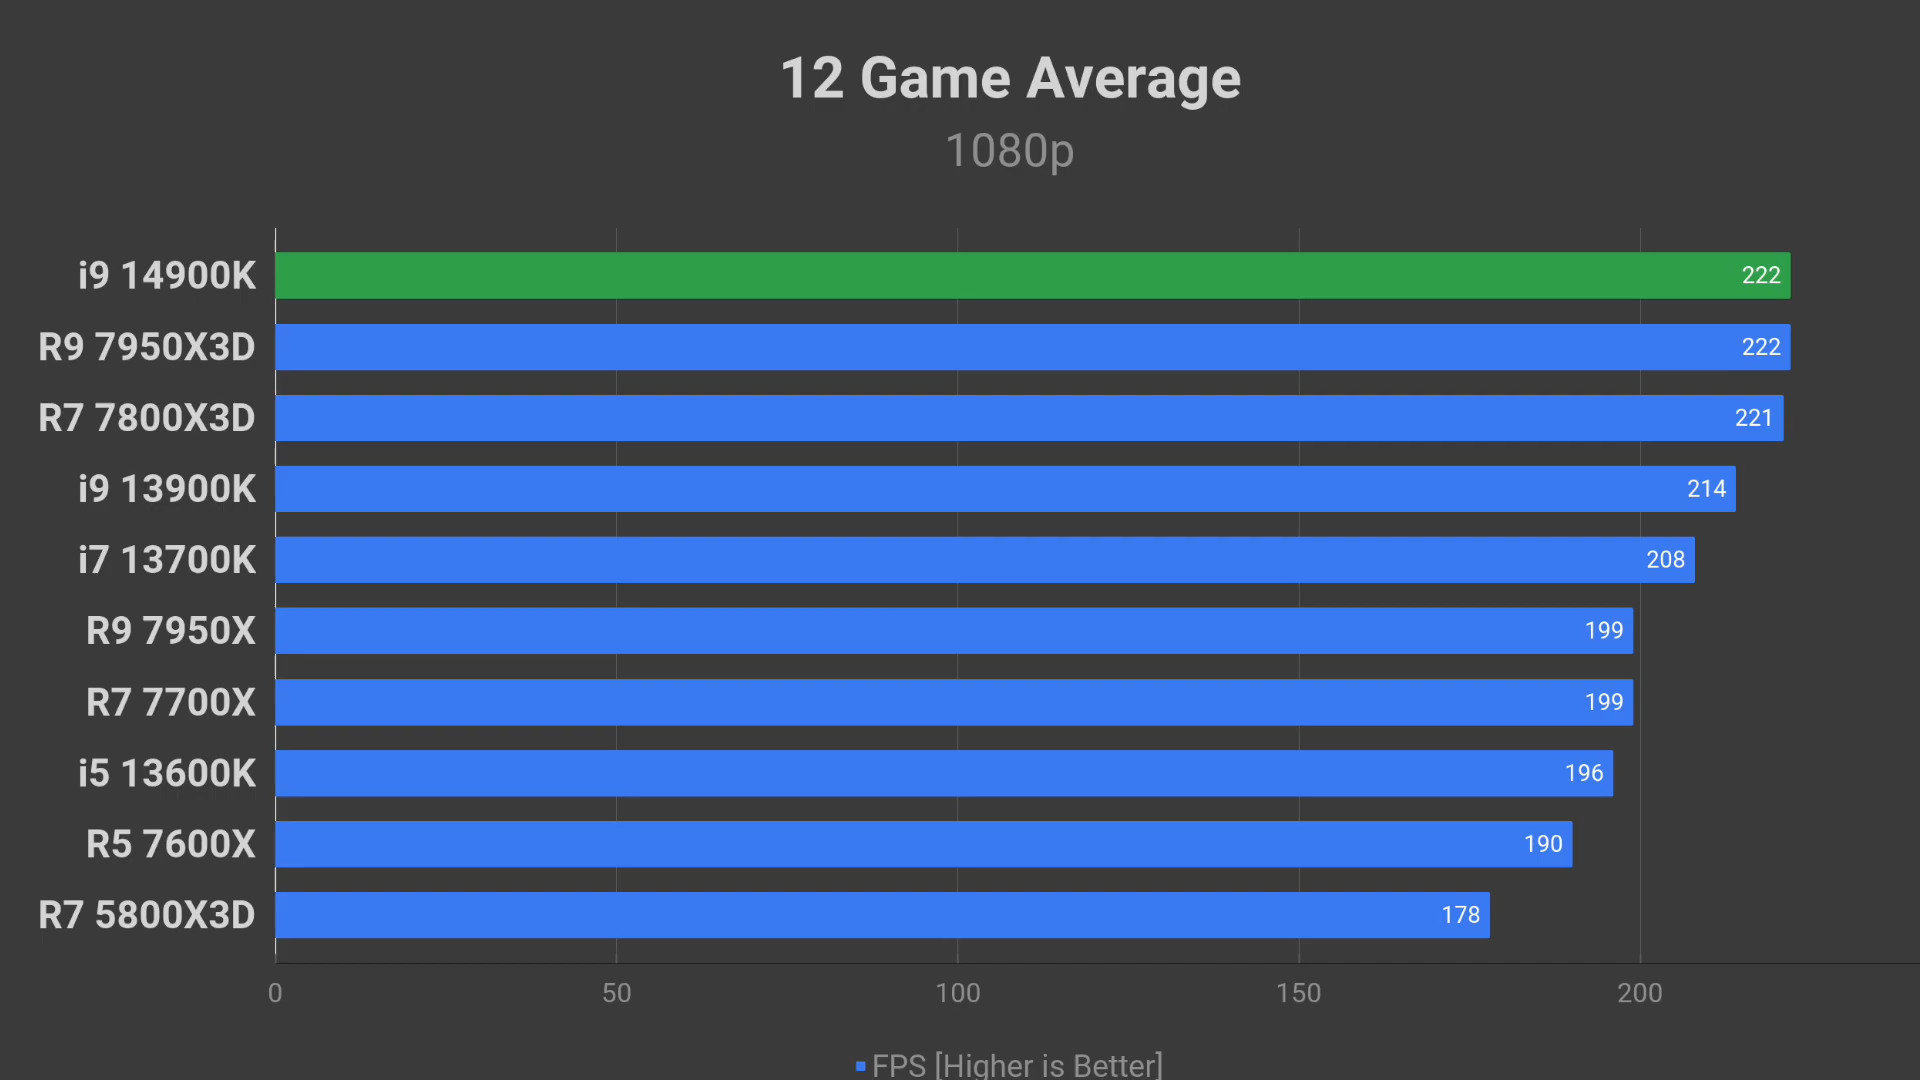 12 Game Average
1080p
i9 14900K 222
R9 7950X3D 222
R7 7800X3D 221
i9 13900K 214
i7 13700K 208
R9 7950X 199
R7 7700X 199
i5 13600K 196
R5 7600X 190
R7 5800X3D 178
0 50 100 150 200
FPS [Higher is Better]